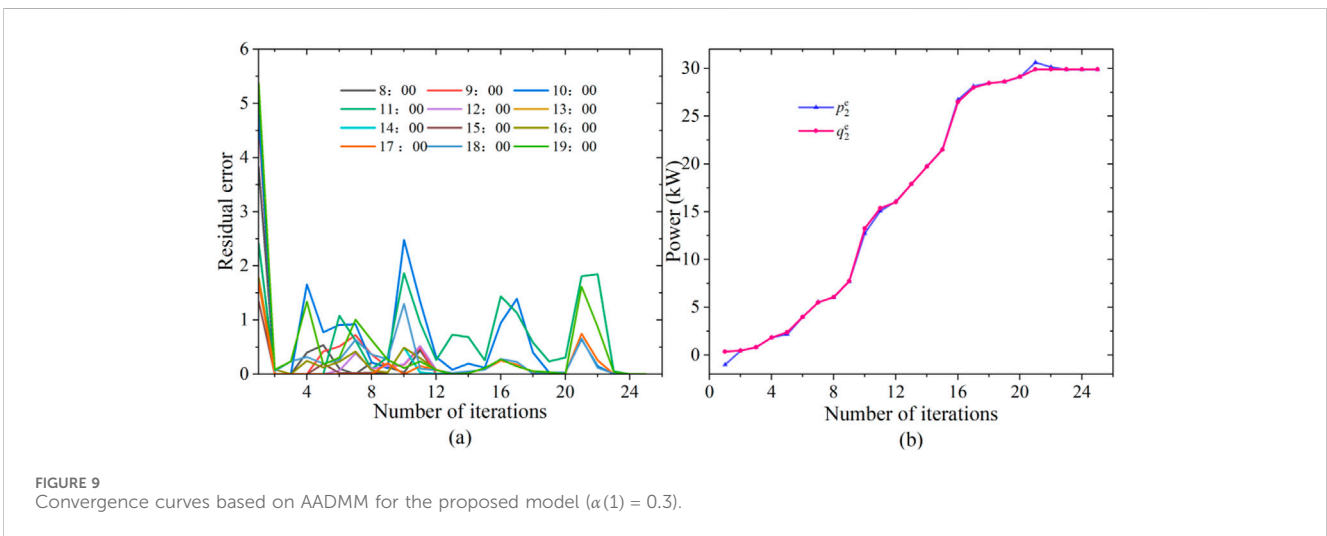 6
5
4
3
2
1
0
Residual error
8：00 9：00 10：00
11：00 12：00 13：00
14：00 15：00 16：00
17：00 18：00 19：00
4 8 12 16 20 24
Number of iterations
(a)
30
25
20
15
10
5
0
Power (kW)
p₂ᵉ
q₂ᵉ
0 4 8 12 16 20 24
Number of iterations
(b)
FIGURE 9
Convergence curves based on AADMM for the proposed model (α(1) = 0.3).